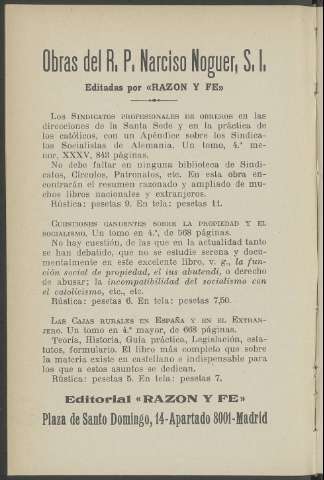 Obras del R. P. Narciso Noguer, S. I.
Editadas por «RAZON Y FE»
Los Sindicatos profesionales de obreros en las
direcciones de la Santa Sede y en la práctica de
los católicos, con un Apéndice sobre los Sindica-
tos Socialistas de Alemania. Un tomo, 4.º me-
nor, XXXV, 842 páginas.
No debe faltar en ninguna biblioteca de Sindi-
catos, Círculos, Patronatos, etc. En esta obra en-
contrarán el resumen razonado y ampliado de mu-
chos libros nacionales y extranjeros.
Rústica: pesetas 9. En tela: pesetas 11.
Cuestiones candentes sobre la propiedad y el
socialismo. Un tomo en 4.º, de 568 páginas.
No hay cuestión, de las que en la actualidad tanto
se han debatido, que no se estudie serena y docu-
mentalmente en este excelente libro, v. g., la fun-
ción social de propiedad, el ius abutendi, o derecho
de abusar; la incompatibilidad del socialismo con
el catolicismo, etc., etc.
Rústica: pesetas 6. En tela: pesetas 7,50.
Las Cajas rurales en España y en el Extran-
jero. Un tomo en 4.º mayor, de 668 páginas.
Teoría, Historia, Guía práctica, Legislación, esta-
tutos, formulario. El libro más completo que sobre
la materia existe en castellano e indispensable para
los que a estos asuntos se dedican.
Rústica: pesetas 5. En tela: pesetas 7.
Editorial «RAZON Y FE»
Plaza de Santo Domingo, 14-Apartado 8001-Madrid